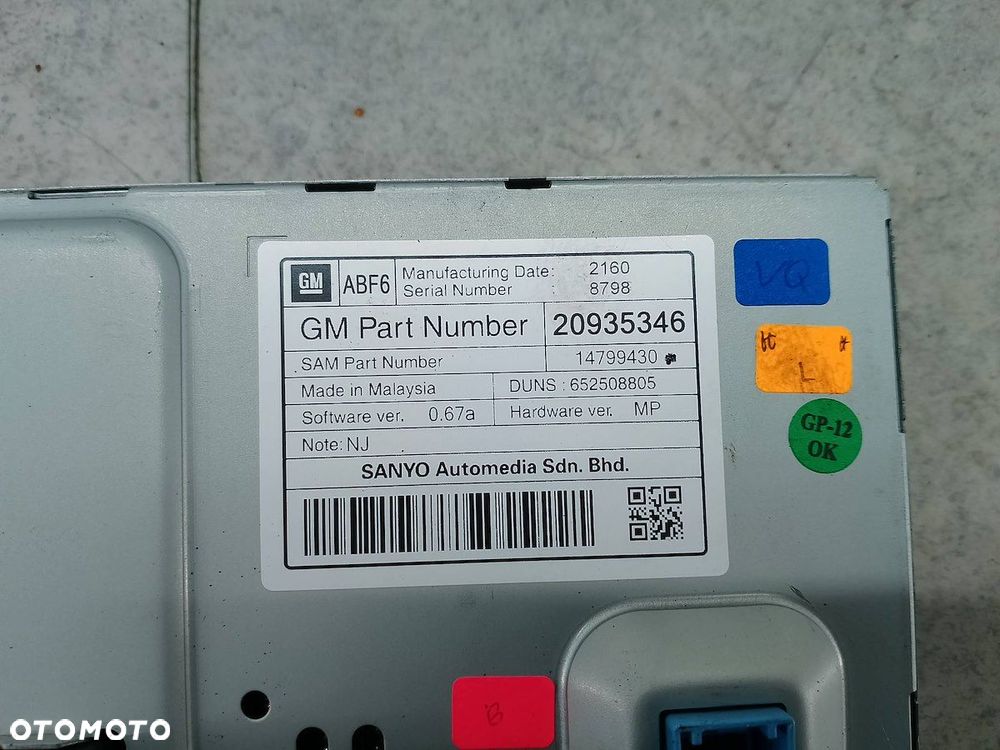 GM ABF6 Manufacturing Date: 2160
Serial Number : 8798
GM Part Number 20935346
SAM Part Number 14799430
Made in Malaysia DUNS : 652508805
Software ver. 0.67a Hardware ver. MP
Note: NJ
SANYO Automedia Sdn. Bhd.
VQ
L
GP-12
OK
B
OTOMOTO